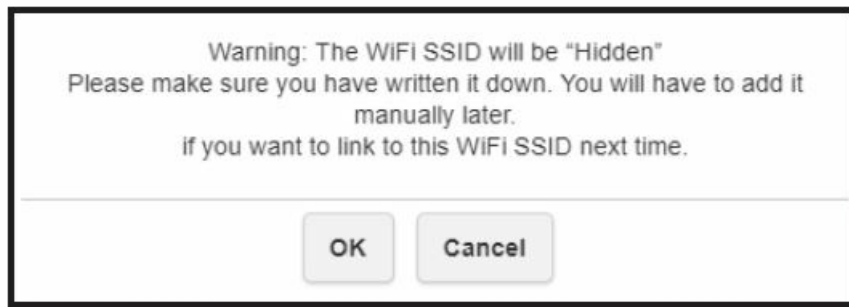 Warning: The WiFi SSID will be “Hidden”
Please make sure you have written it down. You will have to add it
manually later.
if you want to link to this WiFi SSID next time.
OK Cancel